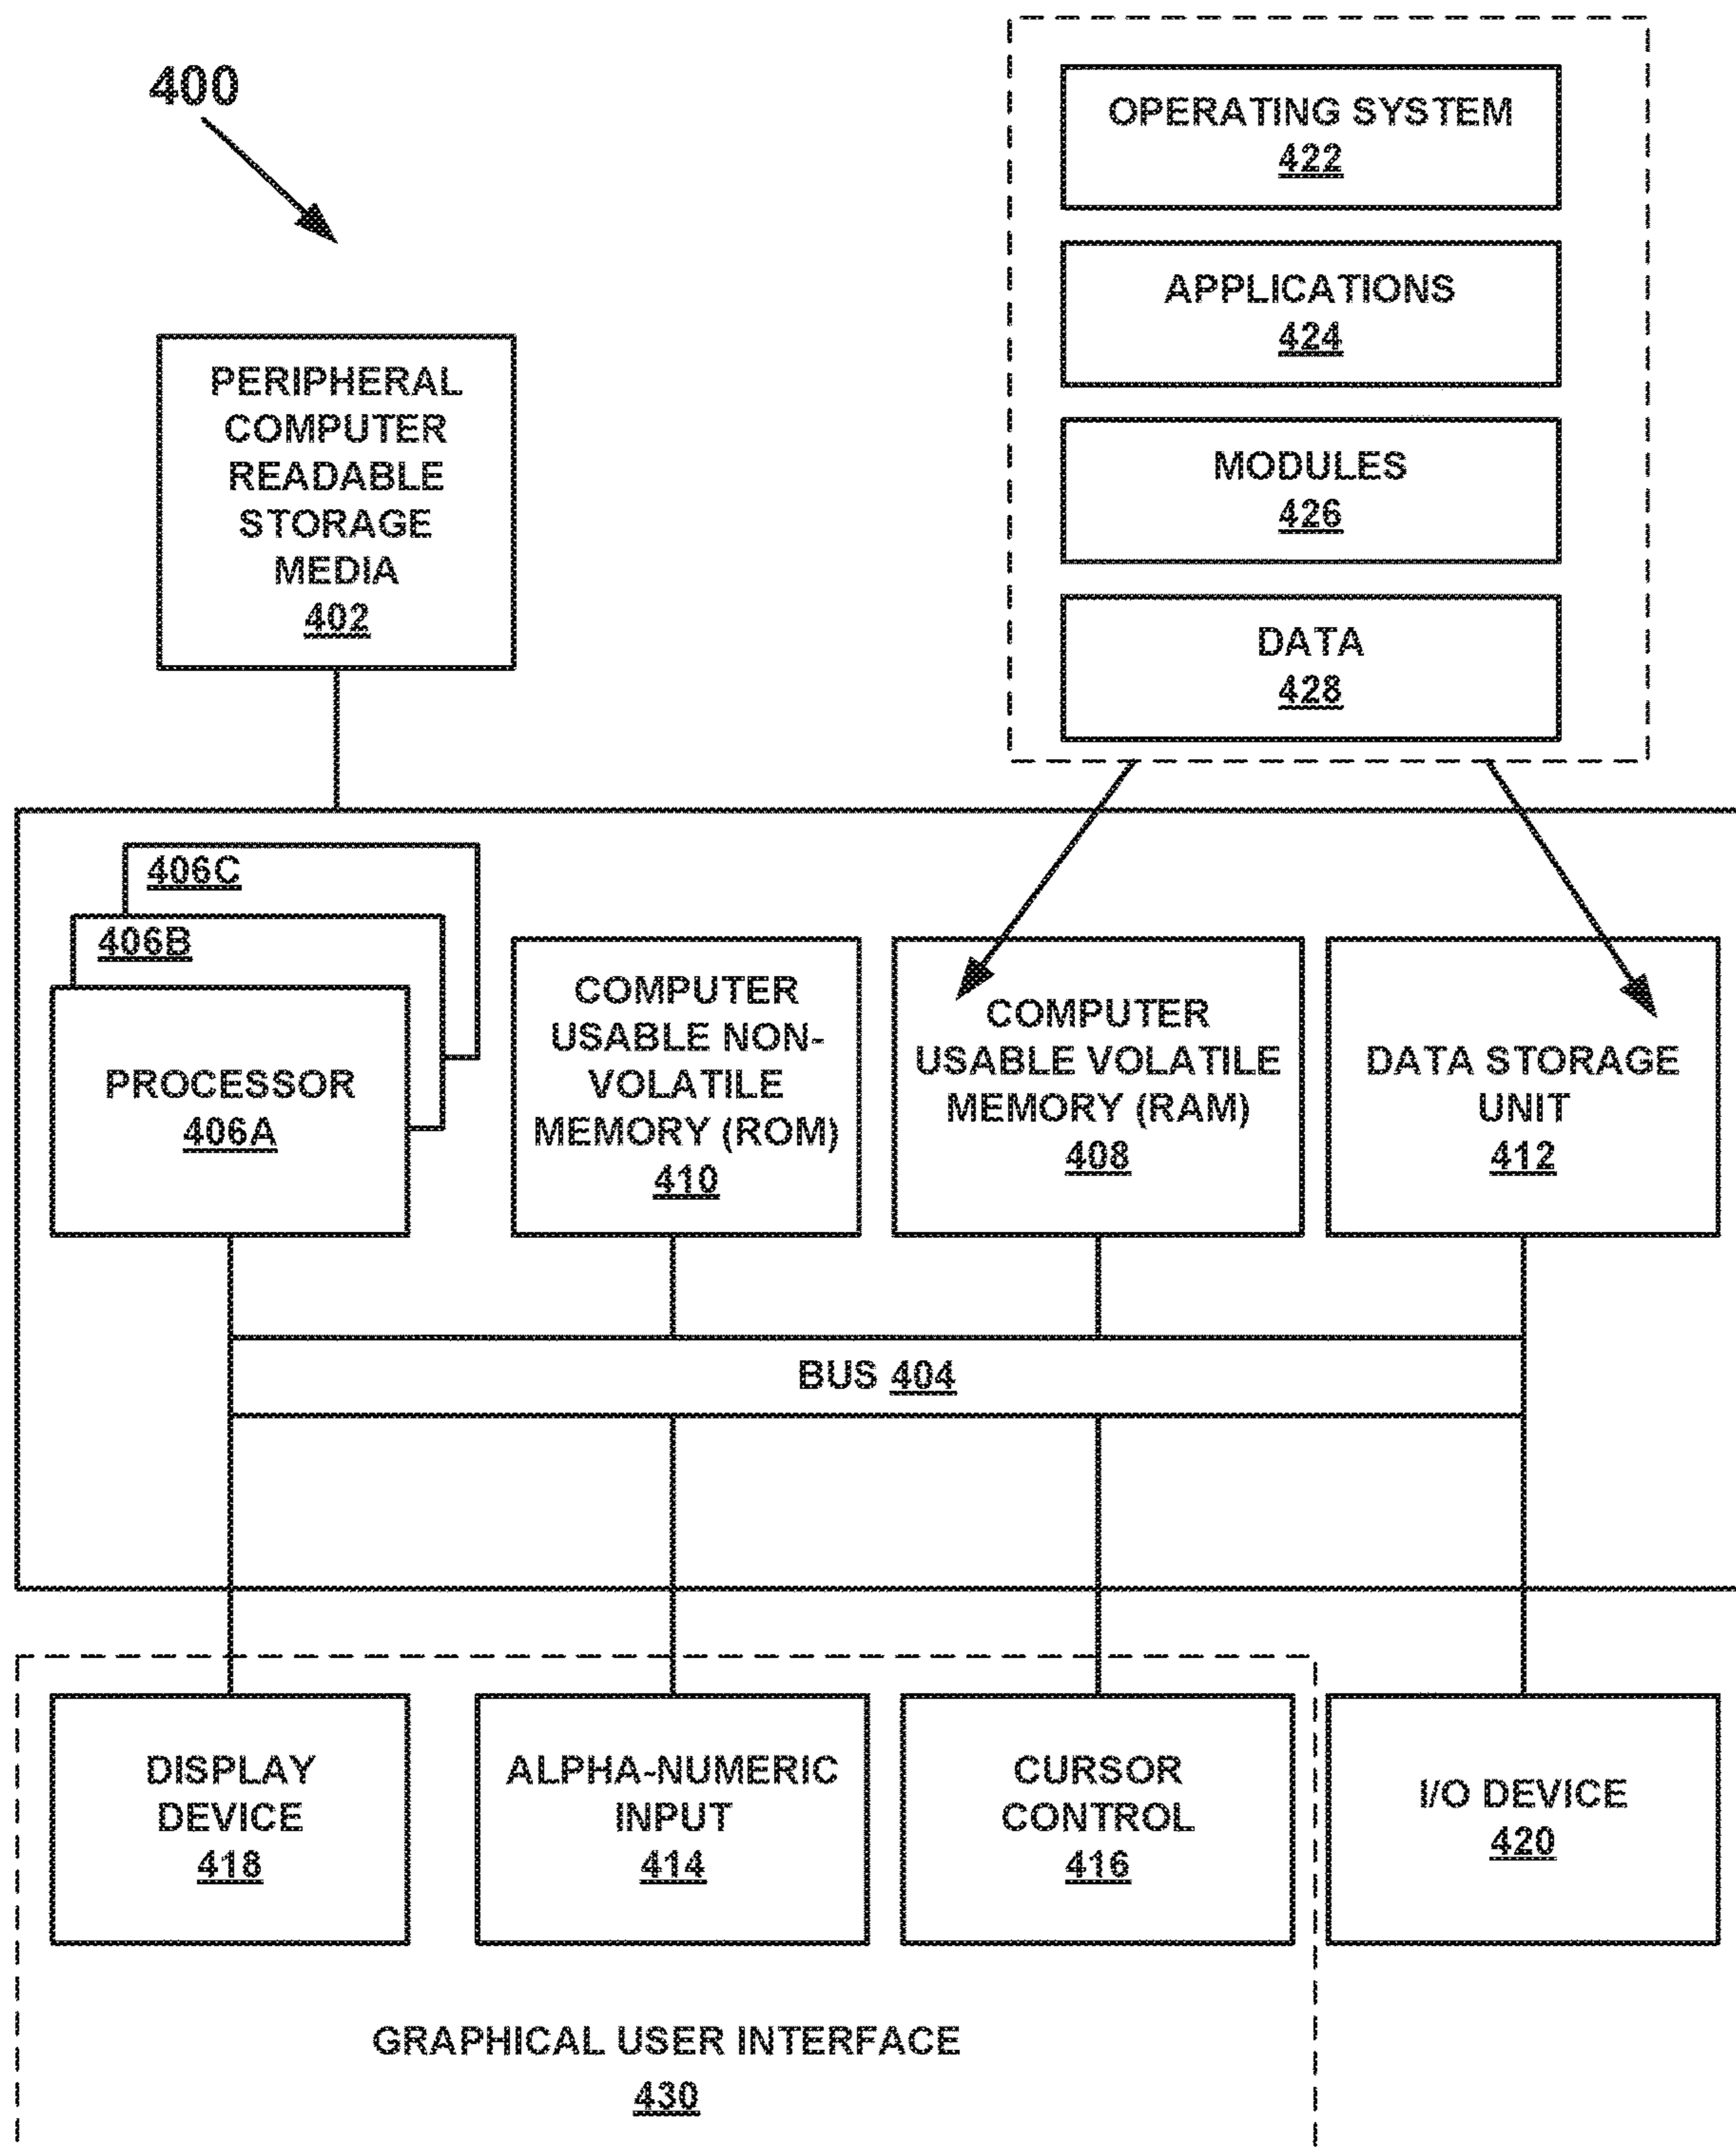 400
OPERATING SYSTEM
422
APPLICATIONS
424
MODULES
426
DATA
428
PERIPHERAL
COMPUTER
READABLE
STORAGE
MEDIA
402
406C
406B
PROCESSOR
406A
COMPUTER
USABLE NON-
VOLATILE
MEMORY (ROM)
410
COMPUTER
USABLE VOLATILE
MEMORY (RAM)
408
DATA STORAGE
UNIT
412
BUS 404
DISPLAY
DEVICE
418
ALPHA-NUMERIC
INPUT
414
CURSOR
CONTROL
416
I/O DEVICE
420
GRAPHICAL USER INTERFACE
430